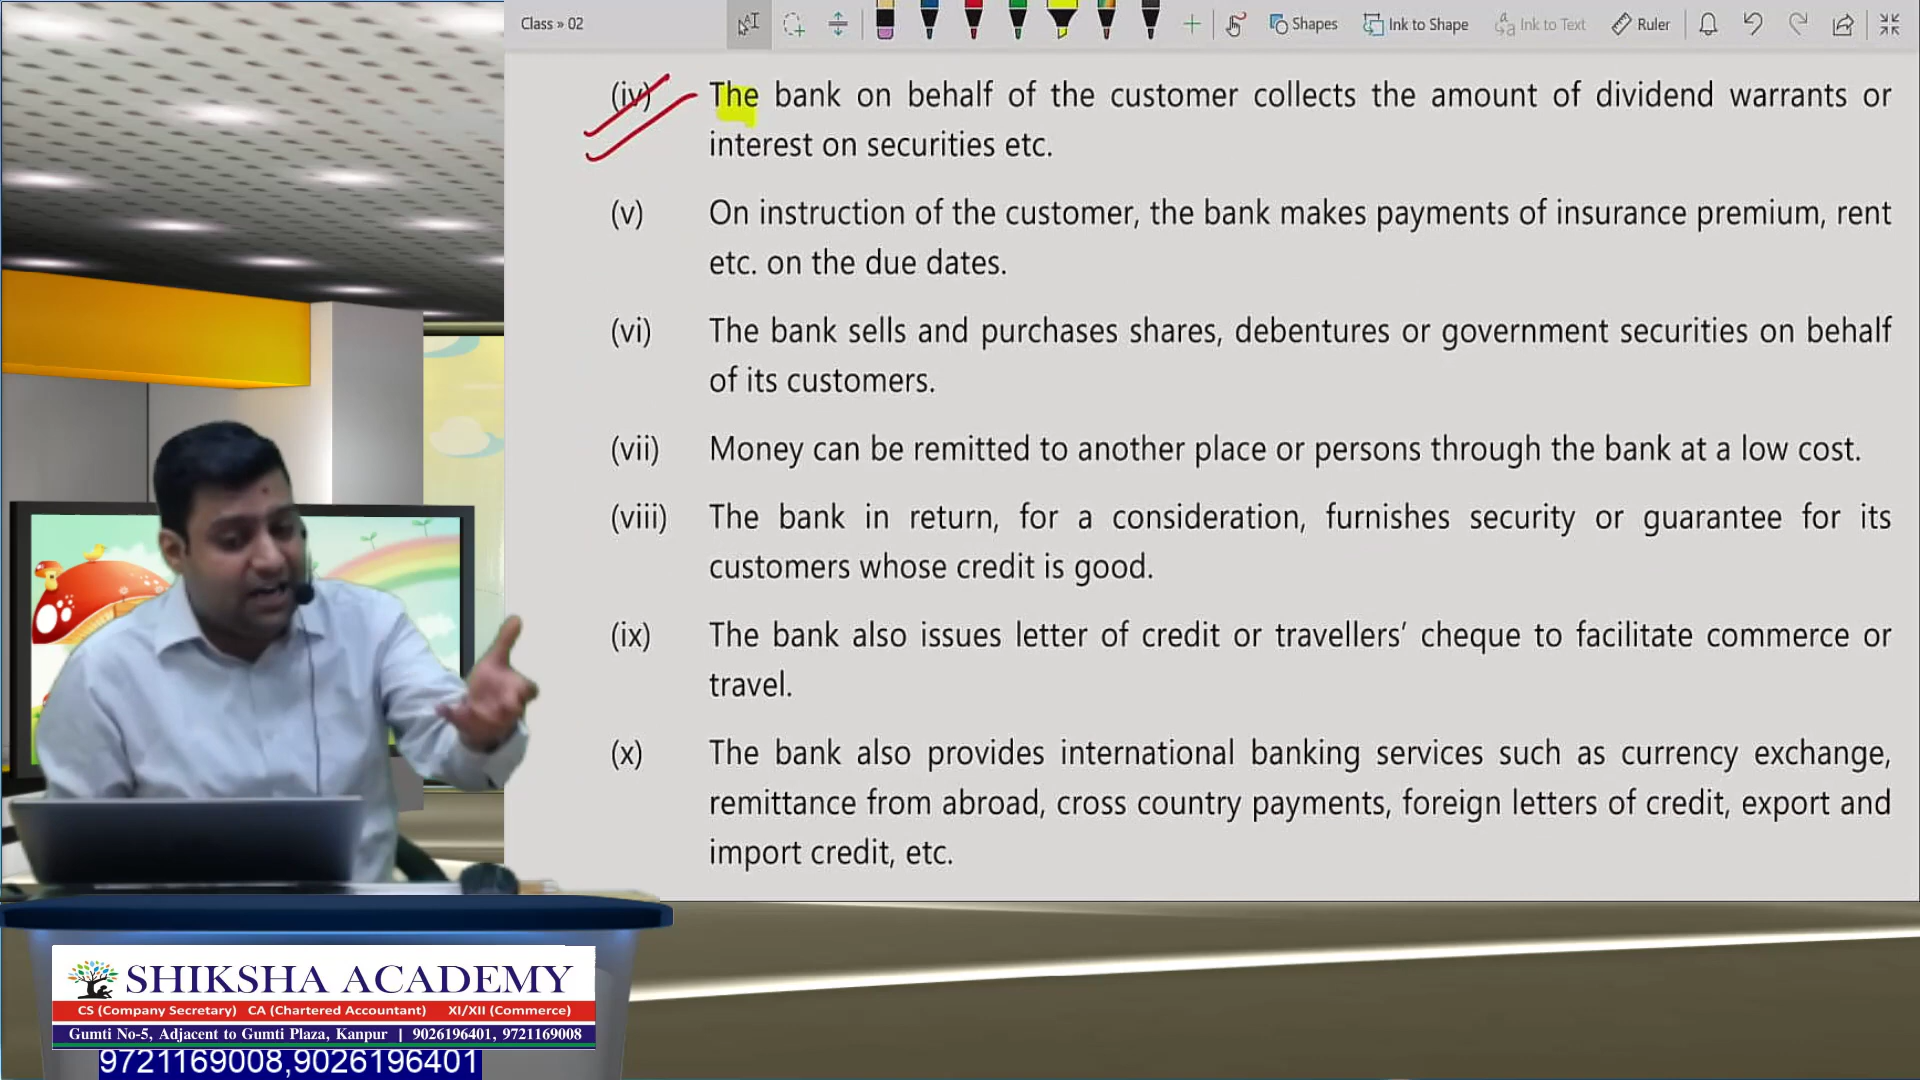 Class » 02
Shapes
Ink to Shape
Ink to Text
Ruler
(iv) The bank on behalf of the customer collects the amount of dividend warrants or
interest on securities etc.
(v) On instruction of the customer, the bank makes payments of insurance premium, rent
etc. on the due dates.
(vi) The bank sells and purchases shares, debentures or government securities on behalf
of its customers.
(vii) Money can be remitted to another place or persons through the bank at a low cost.
(viii) The bank in return, for a consideration, furnishes security or guarantee for its
customers whose credit is good.
(ix) The bank also issues letter of credit or travellers’ cheque to facilitate commerce or
travel.
(x) The bank also provides international banking services such as currency exchange,
remittance from abroad, cross country payments, foreign letters of credit, export and
import credit, etc.
SHIKSHA ACADEMY
CS (Company Secretary) CA (Chartered Accountant) XI/XII (Commerce)
Gumti No-5, Adjacent to Gumti Plaza, Kanpur | 9026196401, 9721169008
9721169008,9026196401